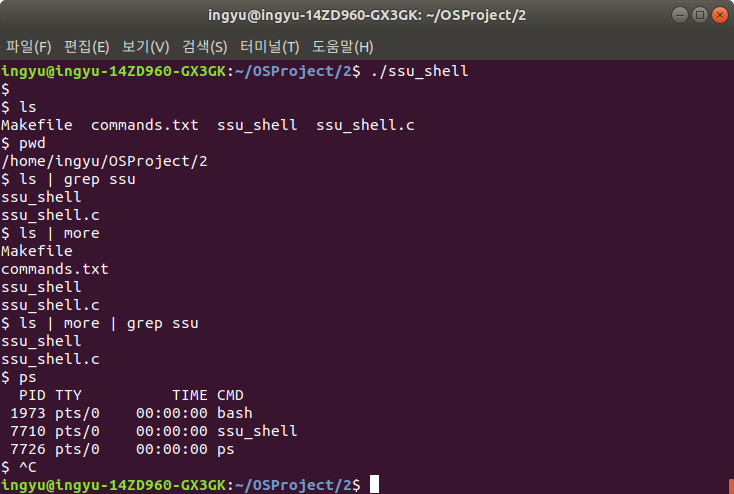 ingyu@ingyu-14ZD960-GX3GK: ~/OSProject/2
파일(F) 편집(E) 보기(V) 검색(S) 터미널(T) 도움말(H)
ingyu@ingyu-14ZD960-GX3GK:~/OSProject/2$ ./ssu_shell
$
$ ls
Makefile  commands.txt  ssu_shell  ssu_shell.c
$ pwd
/home/ingyu/OSProject/2
$ ls | grep ssu
ssu_shell
ssu_shell.c
$ ls | more
Makefile
commands.txt
ssu_shell
ssu_shell.c
$ ls | more | grep ssu
ssu_shell
ssu_shell.c
$ ps
  PID TTY          TIME CMD
 1973 pts/0    00:00:00 bash
 7710 pts/0    00:00:00 ssu_shell
 7726 pts/0    00:00:00 ps
$ ^C
ingyu@ingyu-14ZD960-GX3GK:~/OSProject/2$